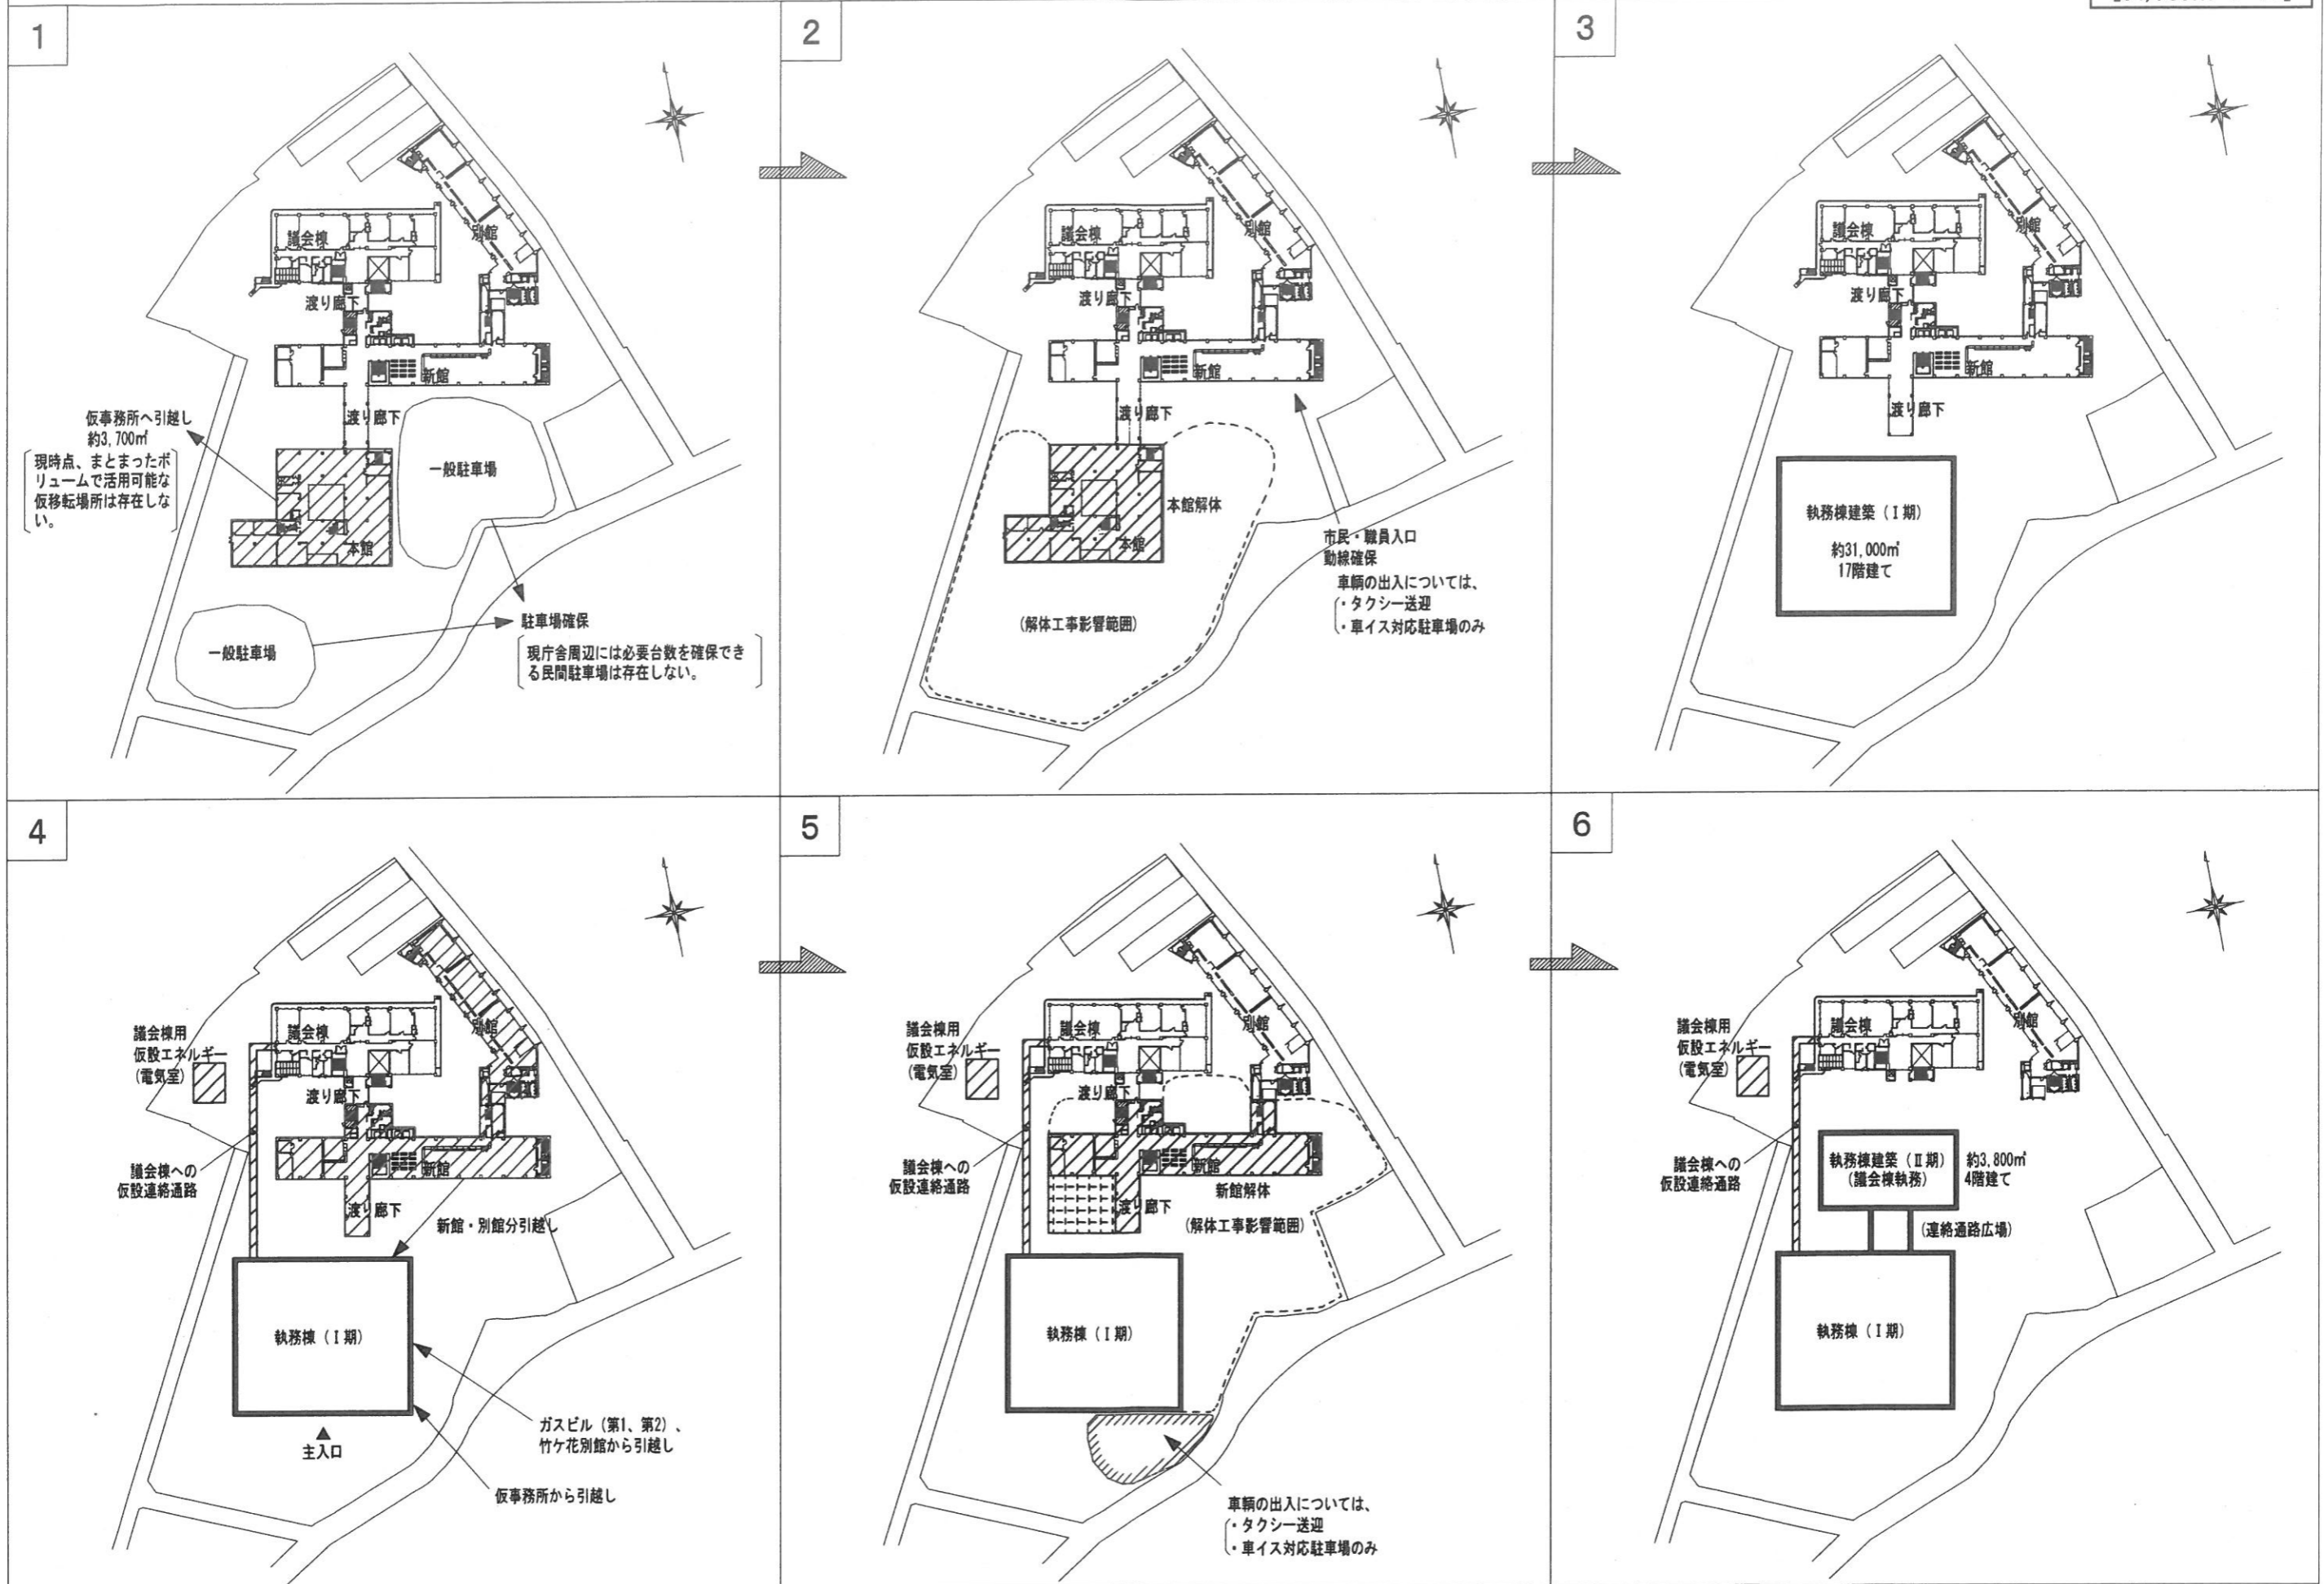 1
議会棟
別館
渡り廊下
新館
渡り廊下
仮事務所へ引越し
約3,700㎡
現時点、まとまったボ
リュームで活用可能な
仮移転場所は存在しな
い。
一般駐車場
本館
駐車場確保
現庁舎周辺には必要台数を確保でき
る民間駐車場は存在しない。
一般駐車場
2
議会棟
別館
渡り廊下
新館
渡り廊下
本館解体
本館
市民・職員入口
動線確保
車輌の出入については、
・タクシー送迎
・車イス対応駐車場のみ
(解体工事影響範囲)
3
議会棟
別館
渡り廊下
新館
渡り廊下
執務棟建築（Ⅰ期）
約31,000㎡
17階建て
4
議会棟用
仮設エネルギー
(電気室)
議会棟
別館
渡り廊下
議会棟への
仮設連絡通路
新館
渡り廊下
新館・別館分引越し
執務棟（Ⅰ期）
主入口
ガスビル（第1、第2）、
竹ケ花別館から引越し
仮事務所から引越し
5
議会棟用
仮設エネルギー
(電気室)
議会棟
別館
渡り廊下
議会棟への
仮設連絡通路
新館
新館解体
渡り廊下
(解体工事影響範囲)
執務棟（Ⅰ期）
車輌の出入については、
・タクシー送迎
・車イス対応駐車場のみ
6
議会棟用
仮設エネルギー
(電気室)
議会棟
別館
議会棟への
仮設連絡通路
執務棟建築（Ⅱ期）
(議会棟執務)
約3,800㎡
4階建て
(連絡通路広場)
執務棟（Ⅰ期）